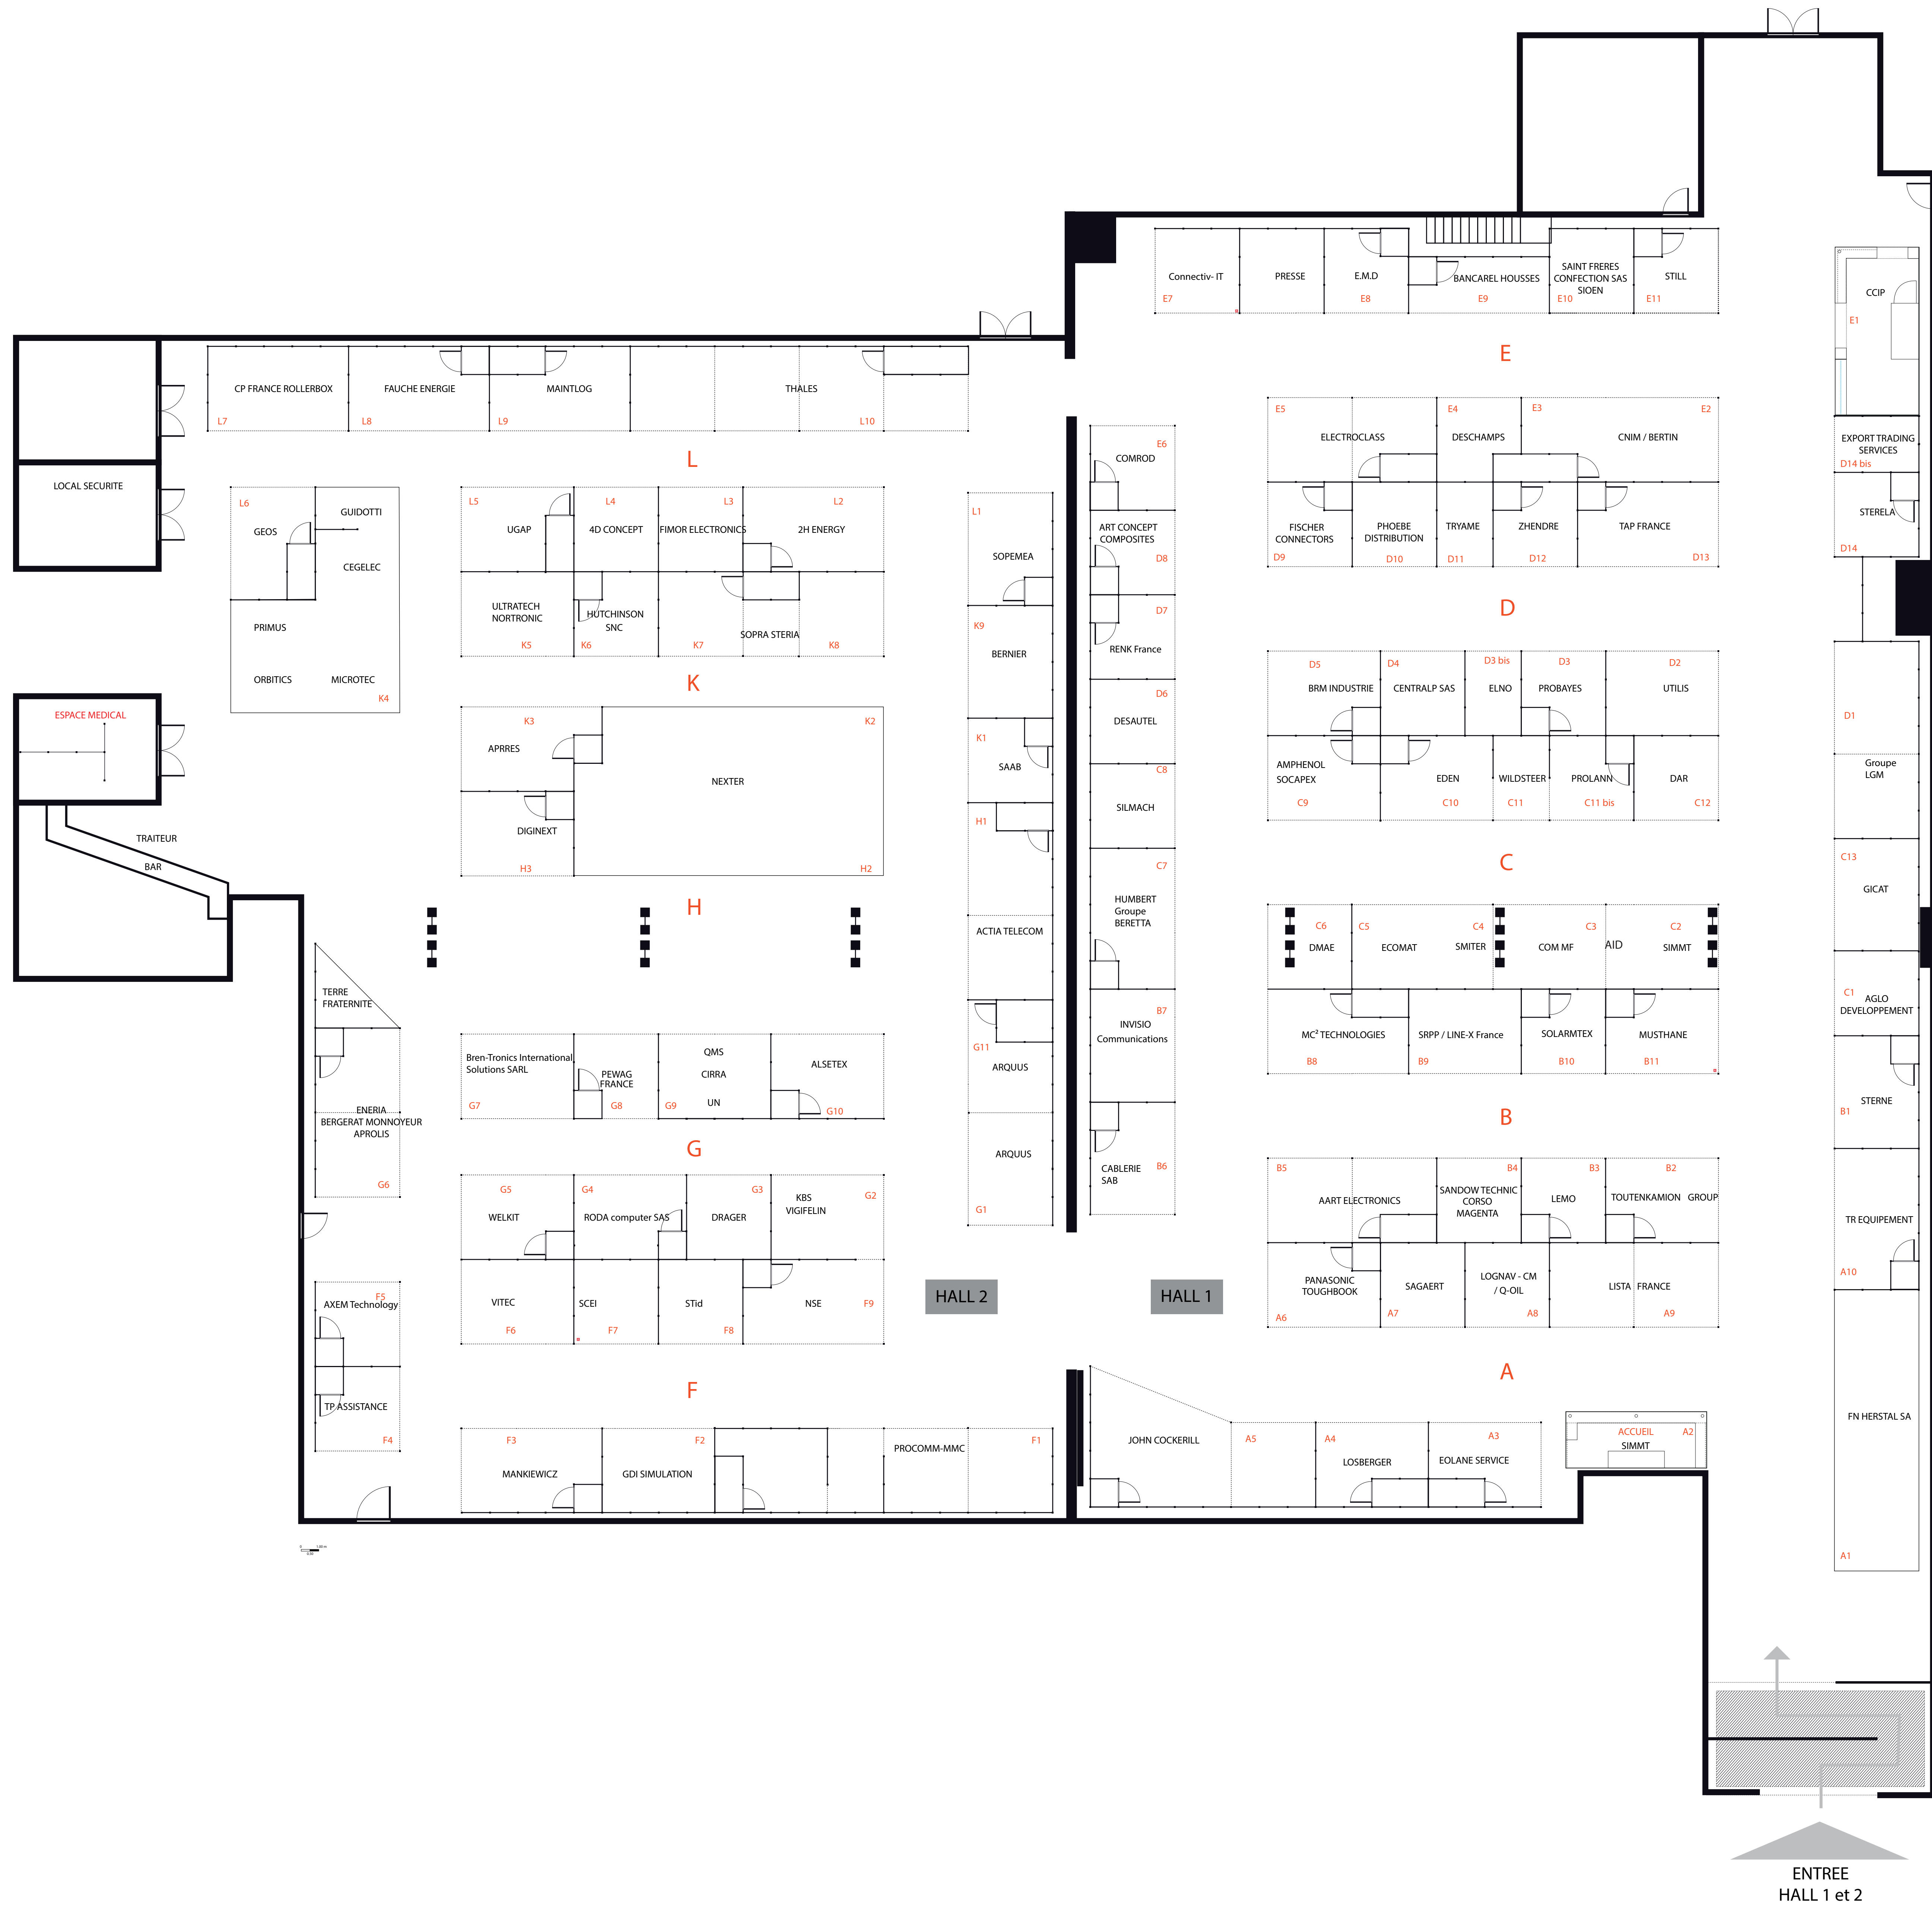 Connectiv- IT
E7
PRESSE
E.M.D
E8
BANCAREL HOUSSES
E9
SAINT FRERES
CONFECTION SAS
SIOEN
E10
STILL
E11
CCIP
E1
E
CP FRANCE ROLLERBOX
L7
FAUCHE ENERGIE
L8
MAINTLOG
L9
THALES
L10
L
LOCAL SECURITE
L6
GEOS
GUIDOTTI
CEGELEC
PRIMUS
ORBITICS
MICROTEC
K4
L5
UGAP
L4
4D CONCEPT
L3
FIMOR ELECTRONICS
L2
2H ENERGY
ULTRATECH
NORTRONIC
K5
HUTCHINSON
SNC
K6
K7
SOPRA STERIA
K8
K
L1
SOPEMEA
K9
BERNIER
K1
SAAB
H1
ACTIA TELECOM
G11
ARQUUS
ARQUUS
G1
E6
COMROD
ART CONCEPT
COMPOSITES
D8
D7
RENK France
D6
DESAUTEL
C8
SILMACH
C7
HUMBERT
Groupe
BERETTA
B7
INVISIO
Communications
CABLERIE
SAB
B6
E5
ELECTROCLASS
E4
DESCHAMPS
E3
E2
CNIM / BERTIN
FISCHER
CONNECTORS
D9
PHOEBE
DISTRIBUTION
D10
TRYAME
D11
ZHENDRE
D12
TAP FRANCE
D13
EXPORT TRADING
SERVICES
D14 bis
STERELA
D14
D
D5
BRM INDUSTRIE
D4
CENTRALP SAS
D3 bis
ELNO
D3
PROBAYES
D2
UTILIS
AMPHENOL
SOCAPEX
C9
EDEN
C10
WILDSTEER
C11
PROLANN
C11 bis
DAR
C12
D1
Groupe
LGM
C
C13
GICAT
C6
DMAE
C5
ECOMAT
C4
SMITER
C3
COM MF
AID
C2
SIMMT
MC² TECHNOLOGIES
B8
SRPP / LINE-X France
B9
SOLARMTEX
B10
MUSTHANE
B11
C1
AGLO
DEVELOPPEMENT
B1
STERNE
B
B5
AART ELECTRONICS
B4
SANDOW TECHNIC
CORSO
MAGENTA
B3
LEMO
B2
TOUTENKAMION GROUP
PANASONIC
TOUGHBOOK
A6
SAGAERT
A7
LOGNAV - CM
/ Q-OIL
A8
LISTA FRANCE
A9
TR EQUIPEMENT
A10
A
FN HERSTAL SA
A1
JOHN COCKERILL
A5
A4
LOSBERGER
A3
EOLANE SERVICE
ACCUEIL
A2
SIMMT
HALL 2
HALL 1
ESPACE MEDICAL
TRAITEUR
BAR
K3
APRRES
K2
NEXTER
DIGINEXT
H3
H2
H
TERRE
FRATERNITE
ENERIA
BERGERAT MONNOYEUR
APROLIS
G6
Bren-Tronics International
Solutions SARL
G7
PEWAG
FRANCE
G8
QMS
CIRRA
UN
G9
ALSETEX
G10
G
G5
WELKIT
G4
RODA computer SAS
G3
DRAGER
G2
KBS
VIGIFELIN
VITEC
F6
SCEI
F7
STid
F8
NSE
F9
F5
AXEM Technology
TP ASSISTANCE
F4
F
F3
MANKIEWICZ
F2
GDI SIMULATION
PROCOMM-MMC
F1
ENTREE
HALL 1 et 2